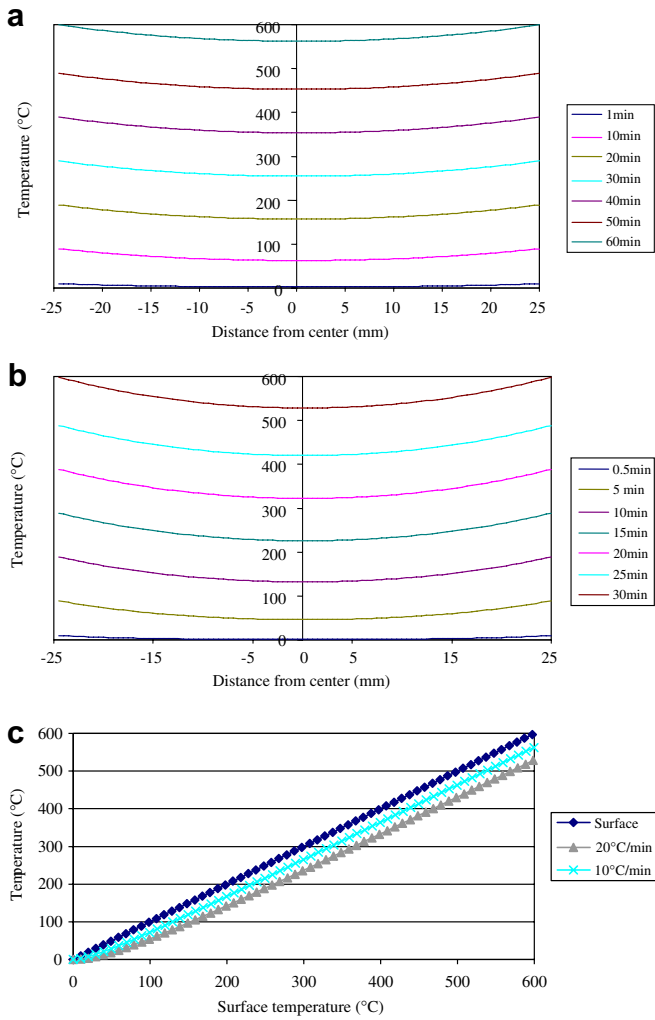 a
600
500
400
300
200
100
0
-25 -20 -15 -10 -5 0 5 10 15 20 25
Temperature (°C)
Distance from center (mm)
1min
10min
20min
30min
40min
50min
60min
b
600
500
400
300
200
100
0
-25 -15 -5 0 5 15 25
Temperature (°C)
Distance from center (mm)
0.5min
5 min
10min
15min
20min
25min
30min
c
600
500
400
300
200
100
0
0 100 200 300 400 500 600
Temperature (°C)
Surface temperature (°C)
Surface
20°C/min
10°C/min